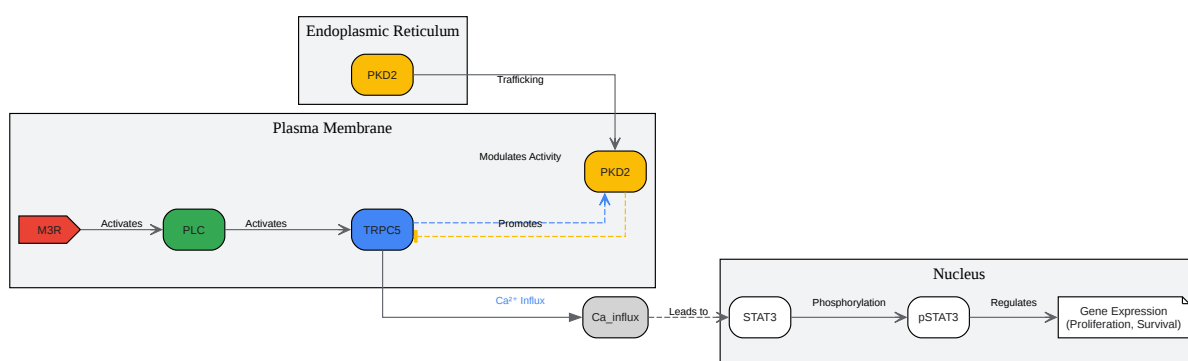 Endoplasmic Reticulum
PKD2
Trafficking
Plasma Membrane
Modulates Activity
PKD2
M3R
Activates
PLC
Activates
TRPC5
Promotes
Nucleus
Ca²⁺ Influx
Ca_influx
Leads to
STAT3
Phosphorylation
pSTAT3
Regulates
Gene Expression
(Proliferation, Survival)